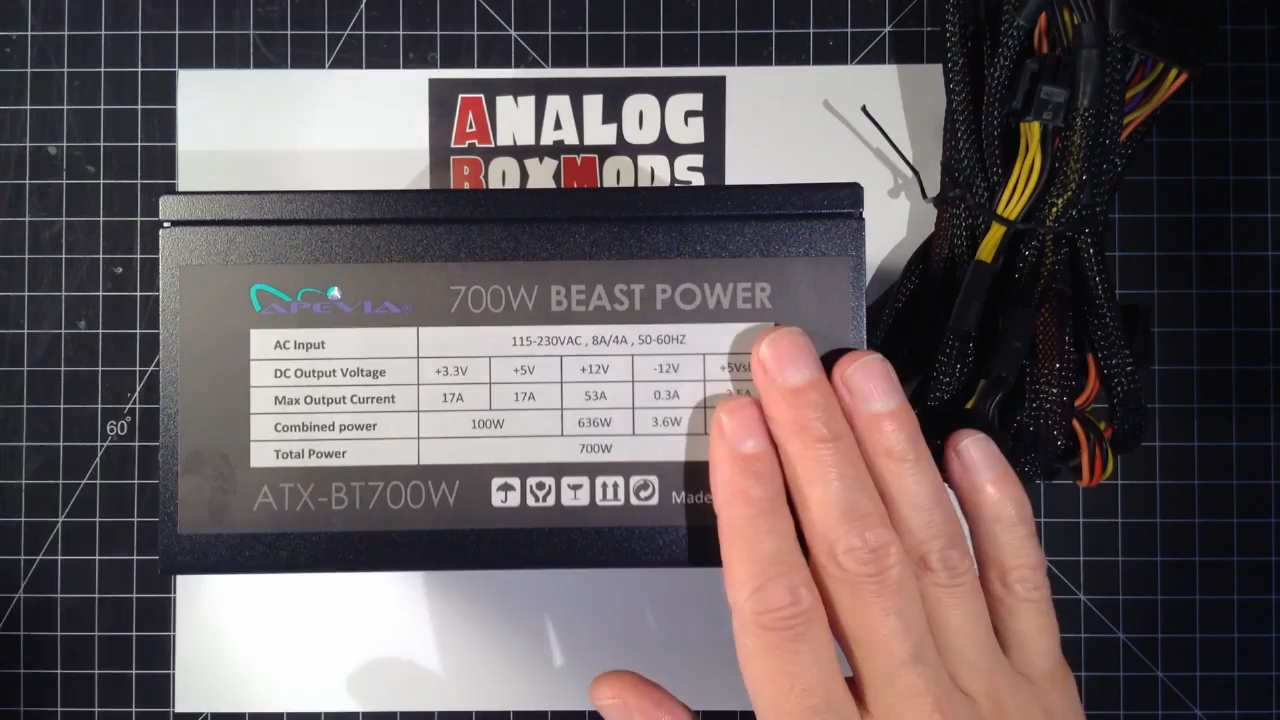 ANALOG
BOXMODS
APEVIA®
700W BEAST POWER
AC Input 115-230VAC , 8A/4A , 50-60HZ
DC Output Voltage +3.3V +5V +12V -12V +5Vsb
Max Output Current 17A 17A 53A 0.3A
Combined power 100W 636W 3.6W
Total Power 700W
ATX-BT700W Made
60°